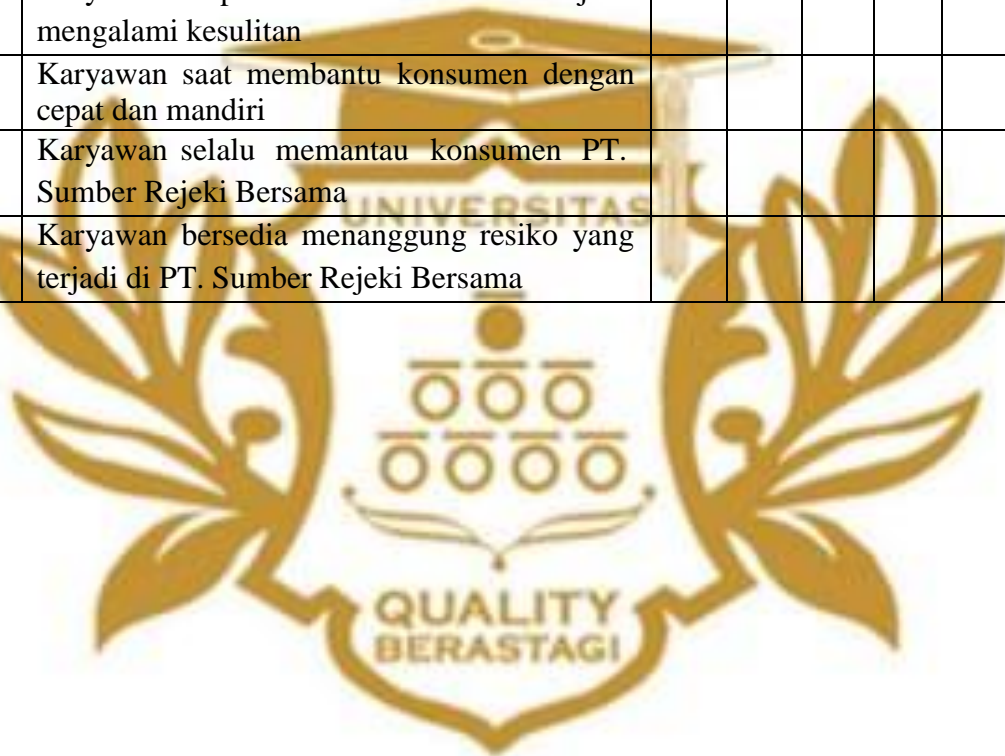 mengalami kesulitan
Karyawan saat membantu konsumen dengan
cepat dan mandiri
Karyawan selalu memantau konsumen PT.
Sumber Rejeki Bersama
Karyawan bersedia menanggung resiko yang
terjadi di PT. Sumber Rejeki Bersama
UNIVERSITAS
QUALITY
BERASTAGI